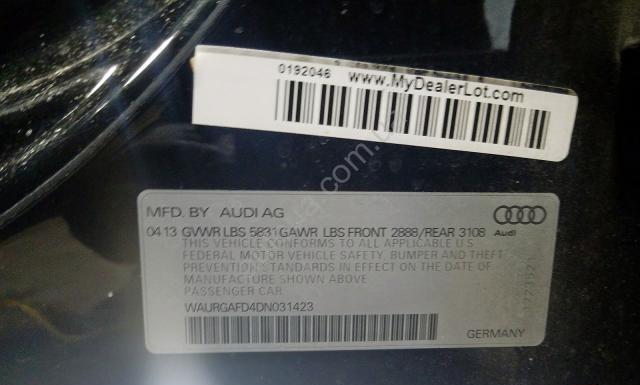 0192046 www.MyDealerLot.com
MFD. BY AUDI AG
0413 GVWR LBS 5831 GAWR LBS FRONT 2888/REAR 3108 Audi
THIS VEHICLE CONFORMS TO ALL APPLICABLE U.S
FEDERAL MOTOR VEHICLE SAFETY, BUMPER AND THEFT
PREVENTION STANDARDS IN EFFECT ON THE DATE OF
MANUFACTURE SHOWN ABOVE
PASSENGER CAR
WAURGAFD4DN031423
GERMANY